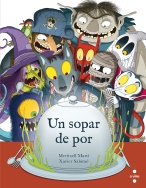 Un sopar
de por
Meritxell Martí
Xavier Salomó